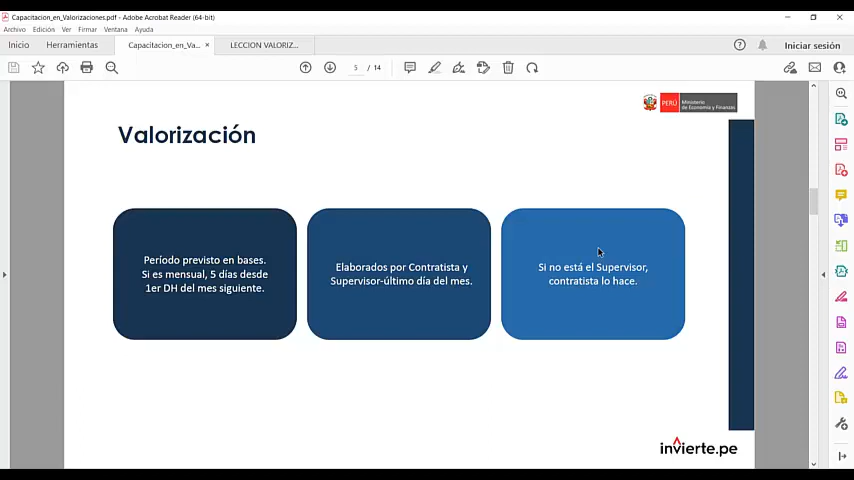 Capacitacion_en_Valorizaciones.pdf - Adobe Acrobat Reader (64-bit)
Archivo Edición Ver Firmar Ventana Ayuda
Inicio Herramientas Capacitacion_en_Va... × LECCION VALORIZ... Iniciar sesión
5 / 14
PERÚ Ministerio
de Economía y Finanzas
Valorización
Período previsto en bases.
Si es mensual, 5 días desde
1er DH del mes siguiente.
Elaborados por Contratista y
Supervisor-último día del mes.
Si no está el Supervisor,
contratista lo hace.
invierte.pe